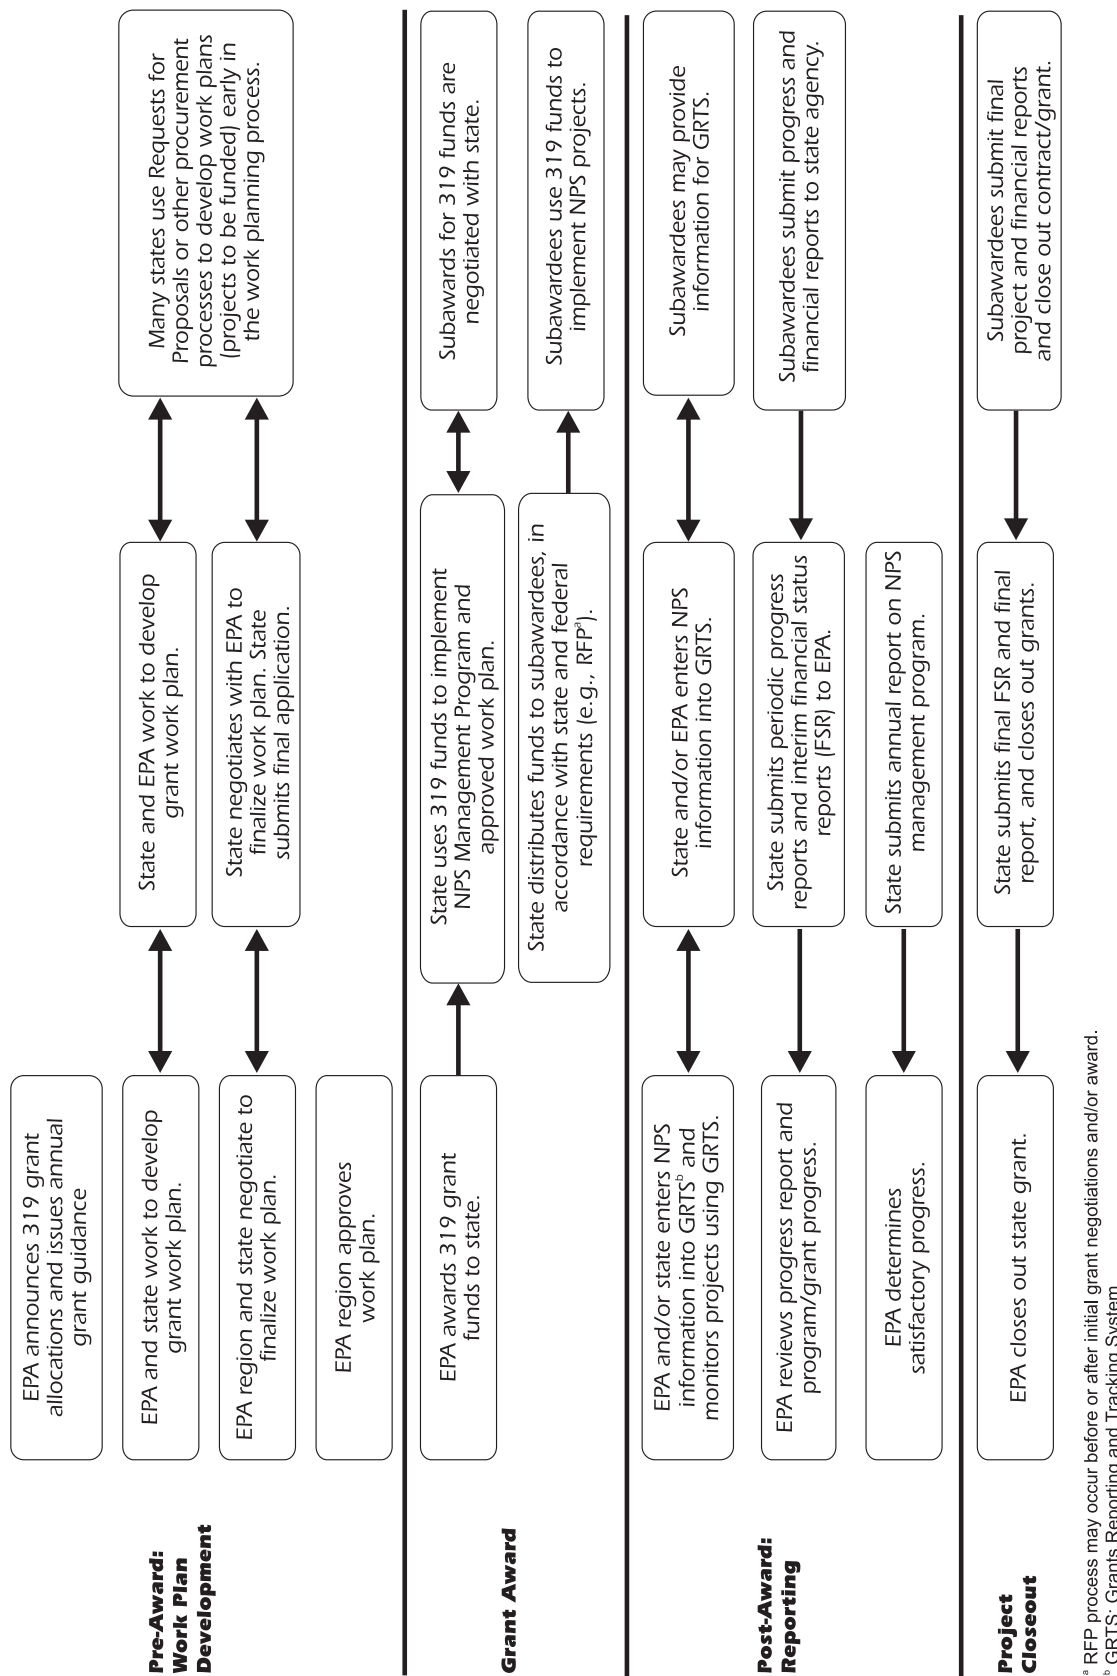 Pre-Award:
Work Plan
Development
EPA announces 319 grant
allocations and issues annual
grant guidance
EPA and state work to develop
grant work plan.
State and EPA work to develop
grant work plan.
Many states use Requests for
Proposals or other procurement
processes to develop work plans
(projects to be funded) early in
the work planning process.
EPA region and state negotiate to
finalize work plan.
State negotiates with EPA to
finalize work plan. State
submits final application.
EPA region approves
work plan.
Grant Award
EPA awards 319 grant
funds to state.
State uses 319 funds to implement
NPS Management Program and
approved work plan.
Subawards for 319 funds are
negotiated with state.
State distributes funds to subawardees, in
accordance with state and federal
requirements (e.g., RFPᵃ).
Subawardees use 319 funds to
implement NPS projects.
Post-Award:
Reporting
EPA and/or state enters NPS
information into GRTSᵇ and
monitors projects using GRTS.
State and/or EPA enters NPS
information into GRTS.
Subawardees may provide
information for GRTS.
EPA reviews progress report and
program/grant progress.
State submits periodic progress
reports and interim financial status
reports (FSR) to EPA.
Subawardees submit progress and
financial reports to state agency.
EPA determines
satisfactory progress.
State submits annual report on NPS
management program.
Project
Closeout
EPA closes out state grant.
State submits final FSR and final
report, and closes out grants.
Subawardees submit final
project and financial reports
and close out contract/grant.
ᵃ RFP process may occur before or after initial grant negotiations and/or award.
ᵇ GRTS: Grants Reporting and Tracking System